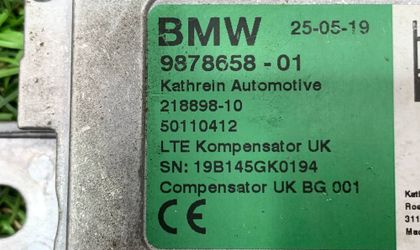 BMW 25-05-19
9878658-01
Kathrein Automotive
218898-10
50110412
LTE Kompensator UK
SN: 19B145GK0194
Compensator UK BG 001
CE